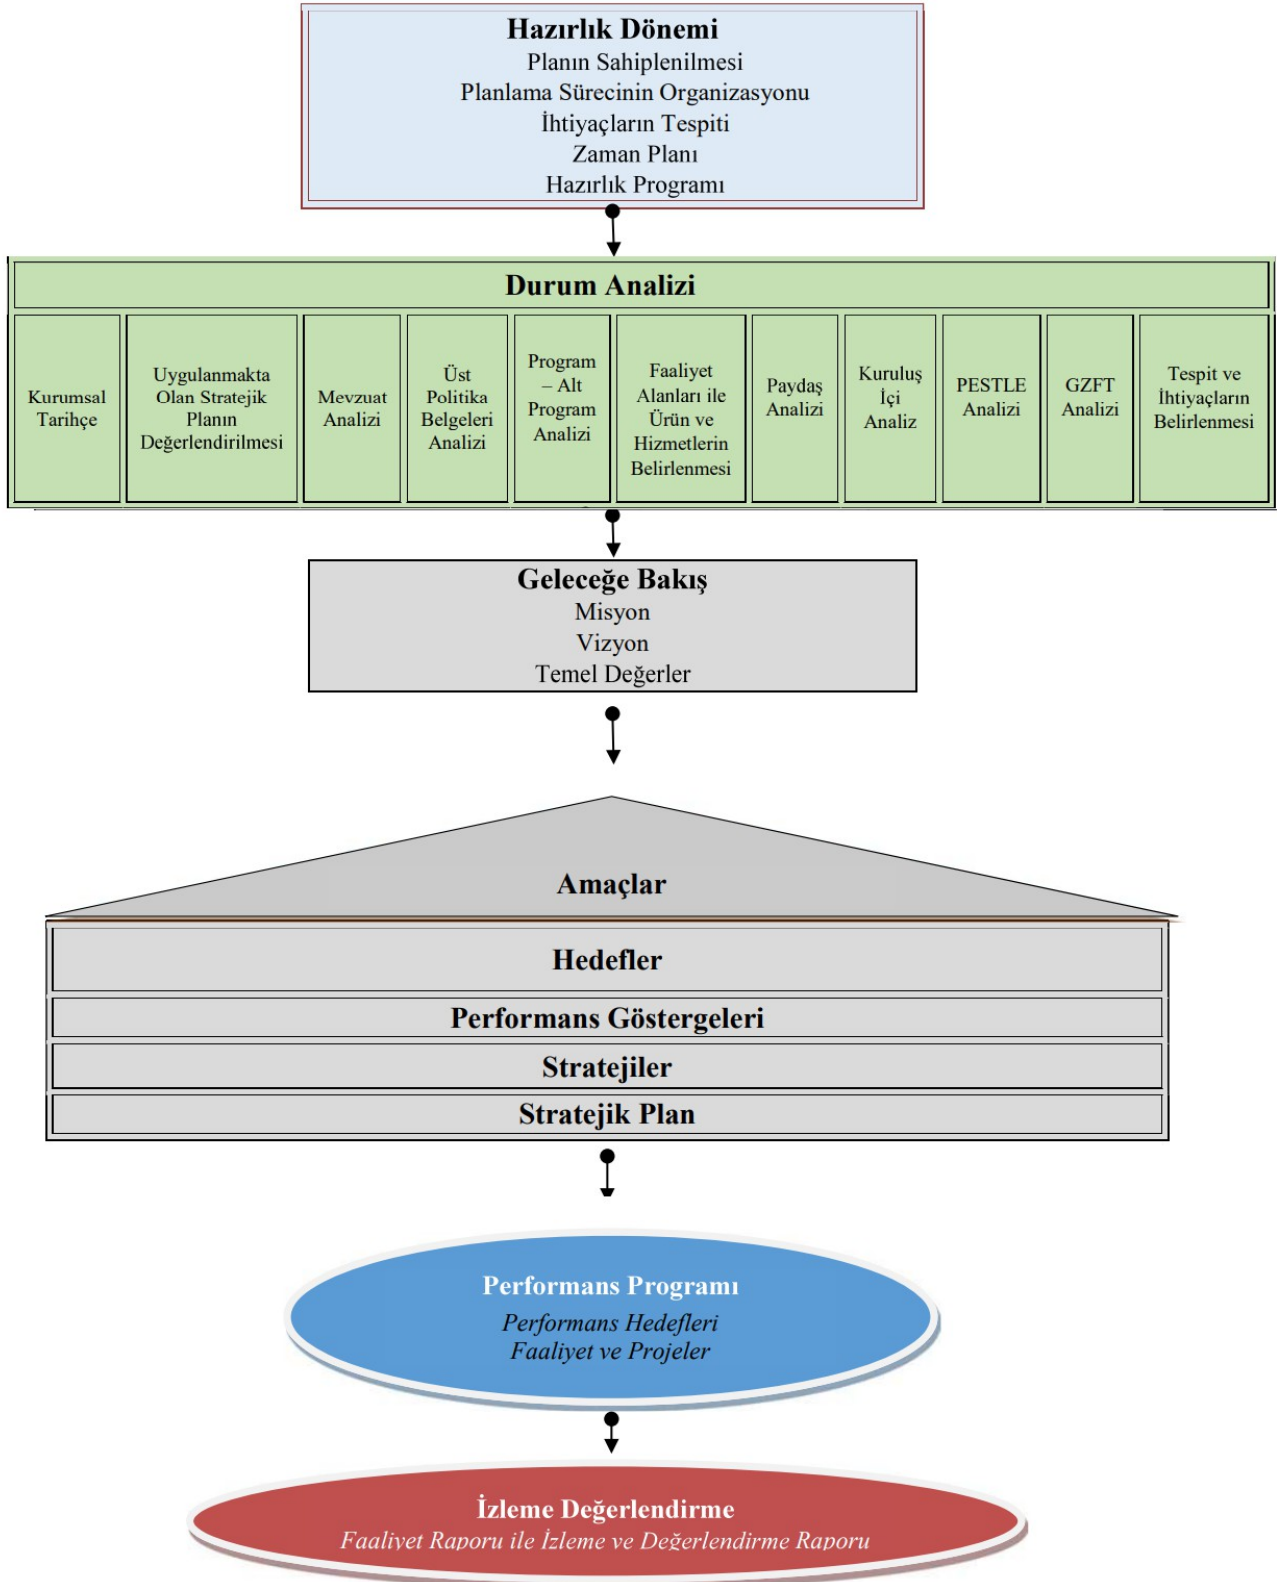 Hazırlık Dönemi
Planın Sahiplenilmesi
Planlama Sürecinin Organizasyonu
İhtiyaçların Tespiti
Zaman Planı
Hazırlık Programı
Durum Analizi
Kurumsal
Tarihçe
Uygulanmakta
Olan Stratejik
Planın
Değerlendirilmesi
Mevzuat
Analizi
Üst
Politika
Belgeleri
Analizi
Program
– Alt
Program
Analizi
Faaliyet
Alanları ile
Ürün ve
Hizmetlerin
Belirlenmesi
Paydaş
Analizi
Kuruluş
İçi
Analiz
PESTLE
Analizi
GZFT
Analizi
Tespit ve
İhtiyaçların
Belirlenmesi
Geleceğe Bakış
Misyon
Vizyon
Temel Değerler
Amaçlar
Hedefler
Performans Göstergeleri
Stratejiler
Stratejik Plan
Performans Programı
Performans Hedefleri
Faaliyet ve Projeler
İzleme Değerlendirme
Faaliyet Raporu ile İzleme ve Değerlendirme Raporu